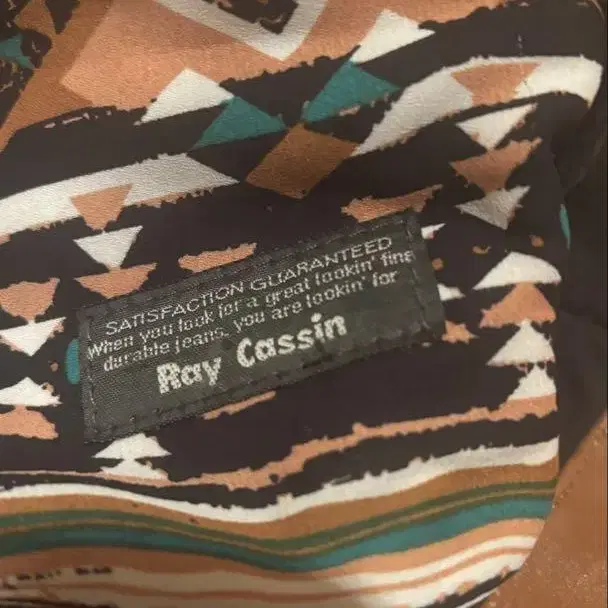 SATISFACTION GUARANTEED
When you look for a great lookin' fine
durable jeans, you are lookin' for
Ray Cassin